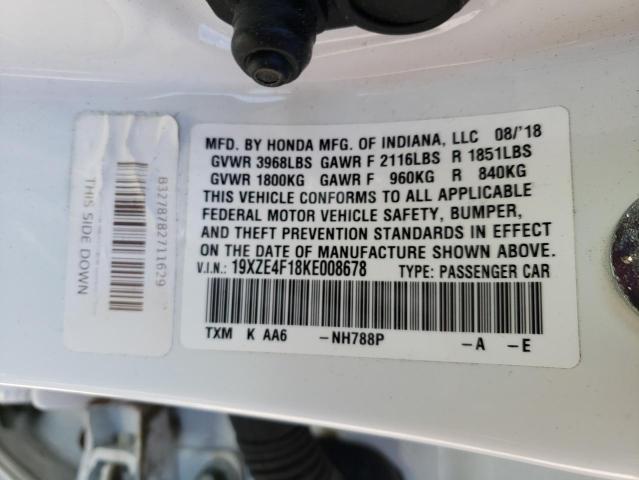 MFD. BY HONDA MFG. OF INDIANA, LLC 08/'18
GVWR 3968LBS GAWR F 2116LBS R 1851LBS
GVWR 1800KG GAWR F 960KG R 840KG
THIS VEHICLE CONFORMS TO ALL APPLICABLE
FEDERAL MOTOR VEHICLE SAFETY, BUMPER,
AND THEFT PREVENTION STANDARDS IN EFFECT
ON THE DATE OF MANUFACTURE SHOWN ABOVE.
V.I.N.: 19XZE4F18KE008678 TYPE: PASSENGER CAR
TXM K AA6 -NH788P -A -E
B3278782711629
THIS SIDE DOWN